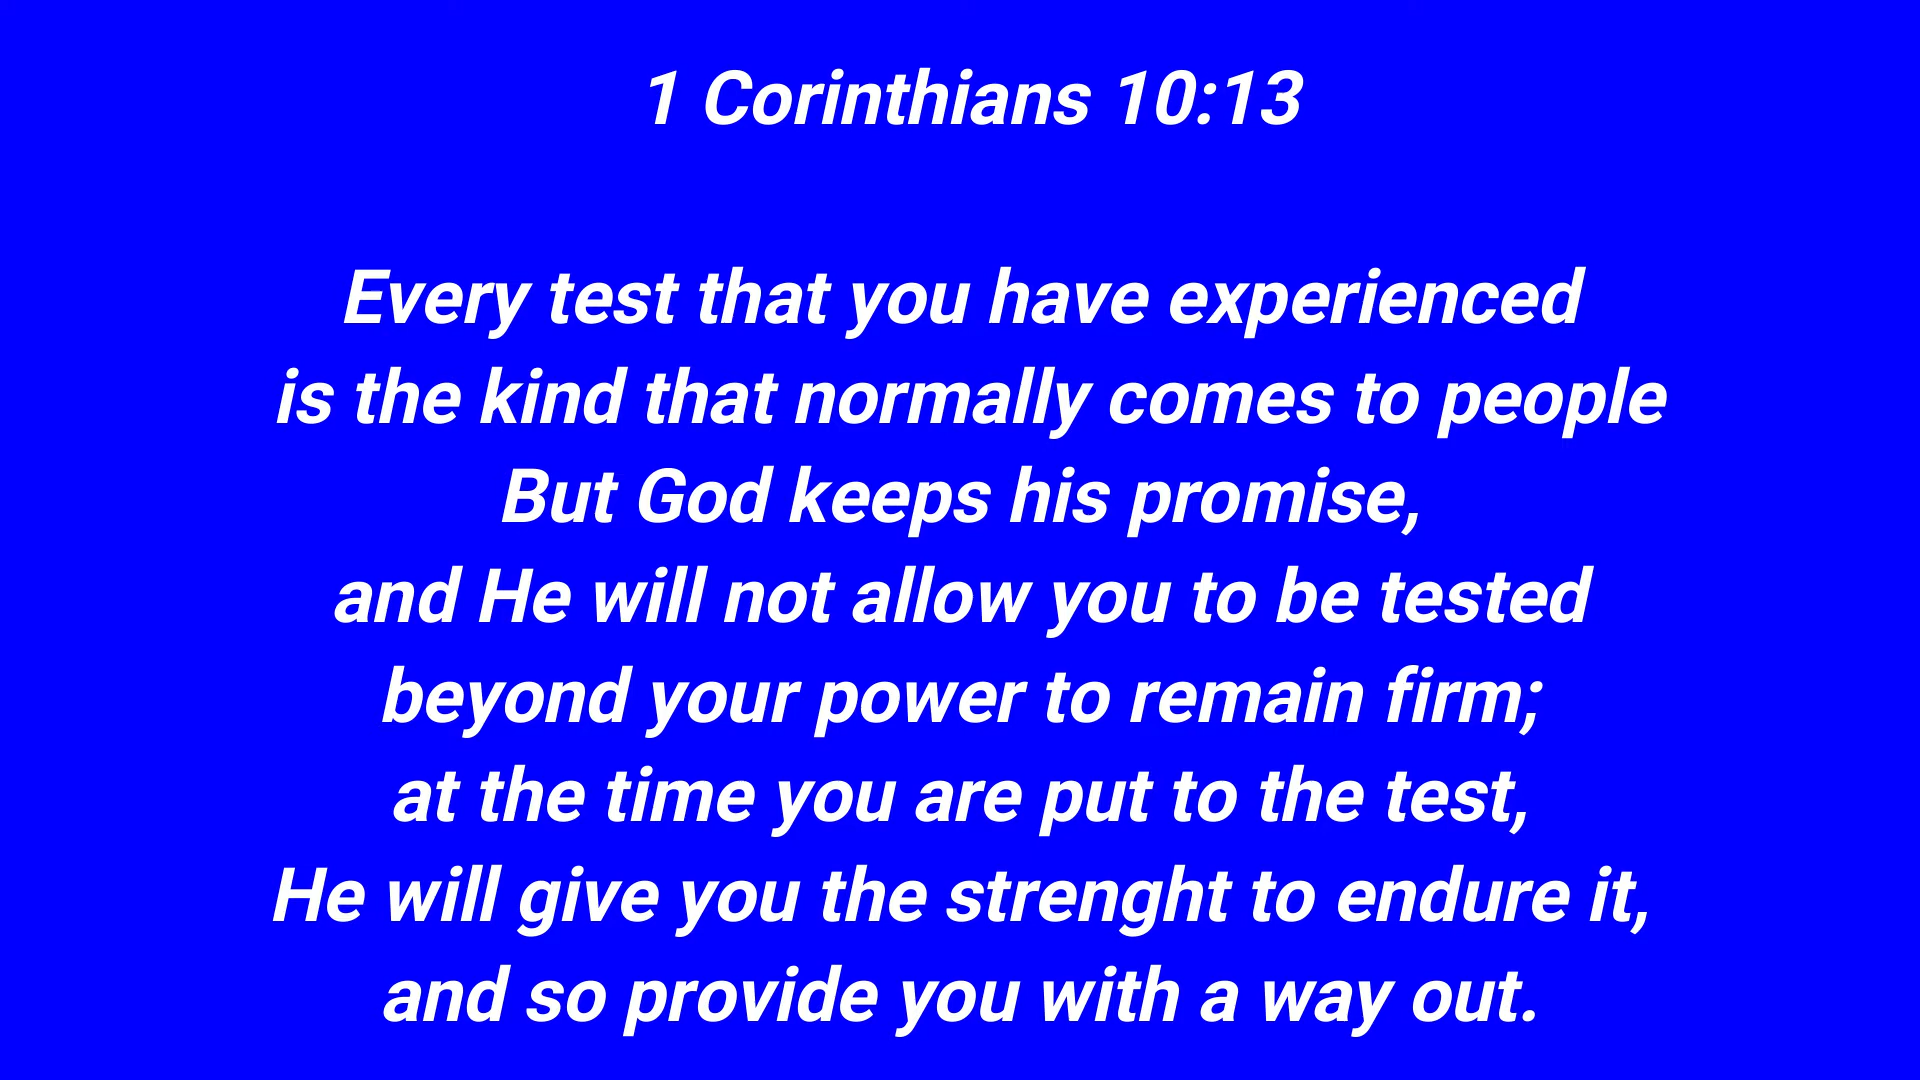 1 Corinthians 10:13
Every test that you have experienced
is the kind that normally comes to people
But God keeps his promise,
and He will not allow you to be tested
beyond your power to remain firm;
at the time you are put to the test,
He will give you the strenght to endure it,
and so provide you with a way out.